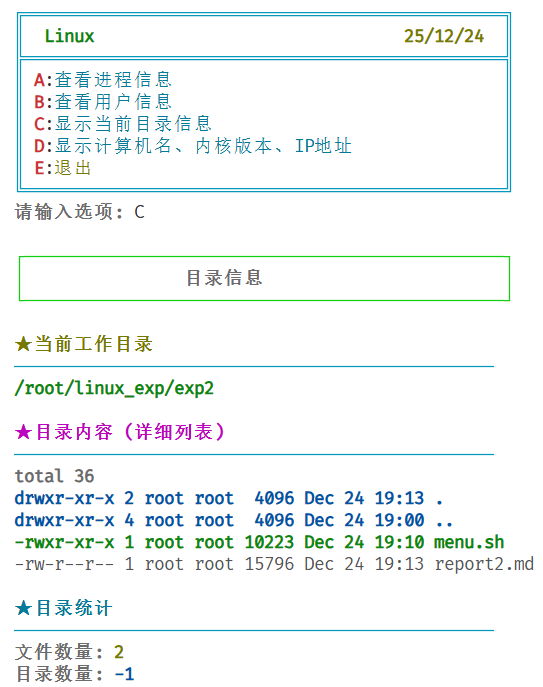 Linux 25/12/24
A:查看进程信息
B:查看用户信息
C:显示当前目录信息
D:显示计算机名、内核版本、IP地址
E:退出
请输入选项: C
目录信息
★当前工作目录
/root/linux_exp/exp2
★目录内容（详细列表）
total 36
drwxr-xr-x 2 root root  4096 Dec 24 19:13 .
drwxr-xr-x 4 root root  4096 Dec 24 19:00 ..
-rwxr-xr-x 1 root root 10223 Dec 24 19:10 menu.sh
-rw-r--r-- 1 root root 15796 Dec 24 19:13 report2.md
★目录统计
文件数量: 2
目录数量: -1